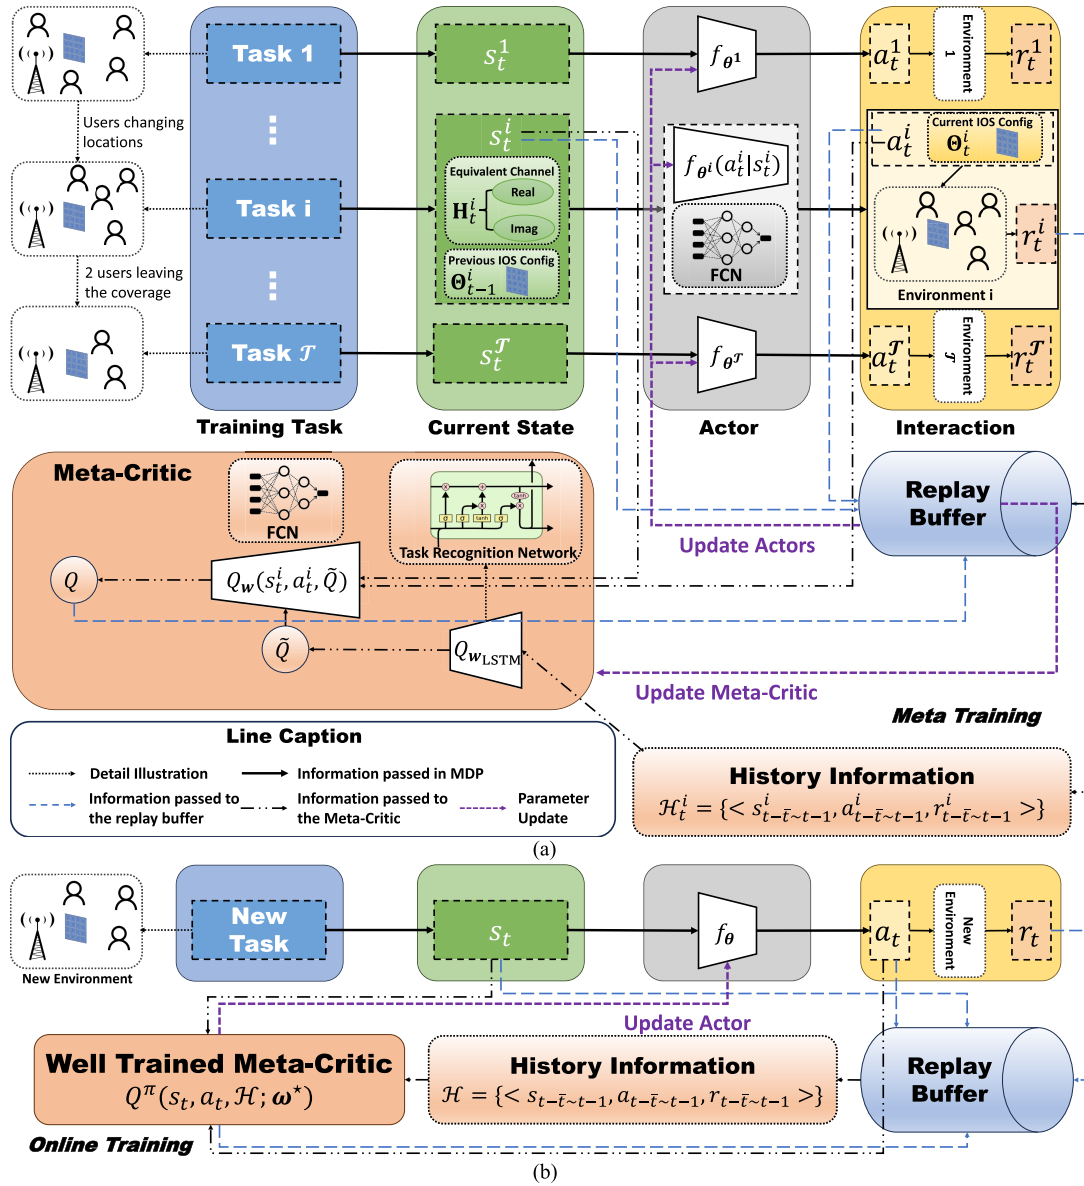 Task 1
s_t^1
f_{θ^1}
a_t^1
Environment
1
r_t^1
Users changing
locations
Task i
s_t^i
Equivalent Channel
H_t^i
Real
Imag
Previous IOS Config
Θ_{t-1}^i
f_{θ^i}(a_t^i|s_t^i)
FCN
a_t^i
Current IOS Config
Θ_t^i
r_t^i
Environment i
2 users leaving
the coverage
Task 𝒯
s_t^𝒯
f_{θ^𝒯}
a_t^𝒯
Environment
𝒯
r_t^𝒯
Training Task
Current State
Actor
Interaction
Meta-Critic
FCN
× + tanh
× ×
σ σ tanh σ
Task Recognition Network
Replay
Buffer
Update Actors
Q
Q_w(s_t^i, a_t^i, Q̃)
Q̃
Q_{w_LSTM}
Update Meta-Critic
Meta Training
Line Caption
Detail Illustration
Information passed in MDP
Information passed to
the replay buffer
Information passed to
the Meta-Critic
Parameter
Update
History Information
ℋ_t^i = {< s_{t-t̄~t-1}^i, a_{t-t̄~t-1}^i, r_{t-t̄~t-1}^i >}
(a)
New Environment
New
Task
s_t
f_θ
a_t
New
Environment
r_t
Update Actor
Well Trained Meta-Critic
Q^π(s_t, a_t, ℋ; ω*)
History Information
ℋ = {< s_{t-t̄~t-1}, a_{t-t̄~t-1}, r_{t-t̄~t-1} >}
Replay
Buffer
Online Training
(b)